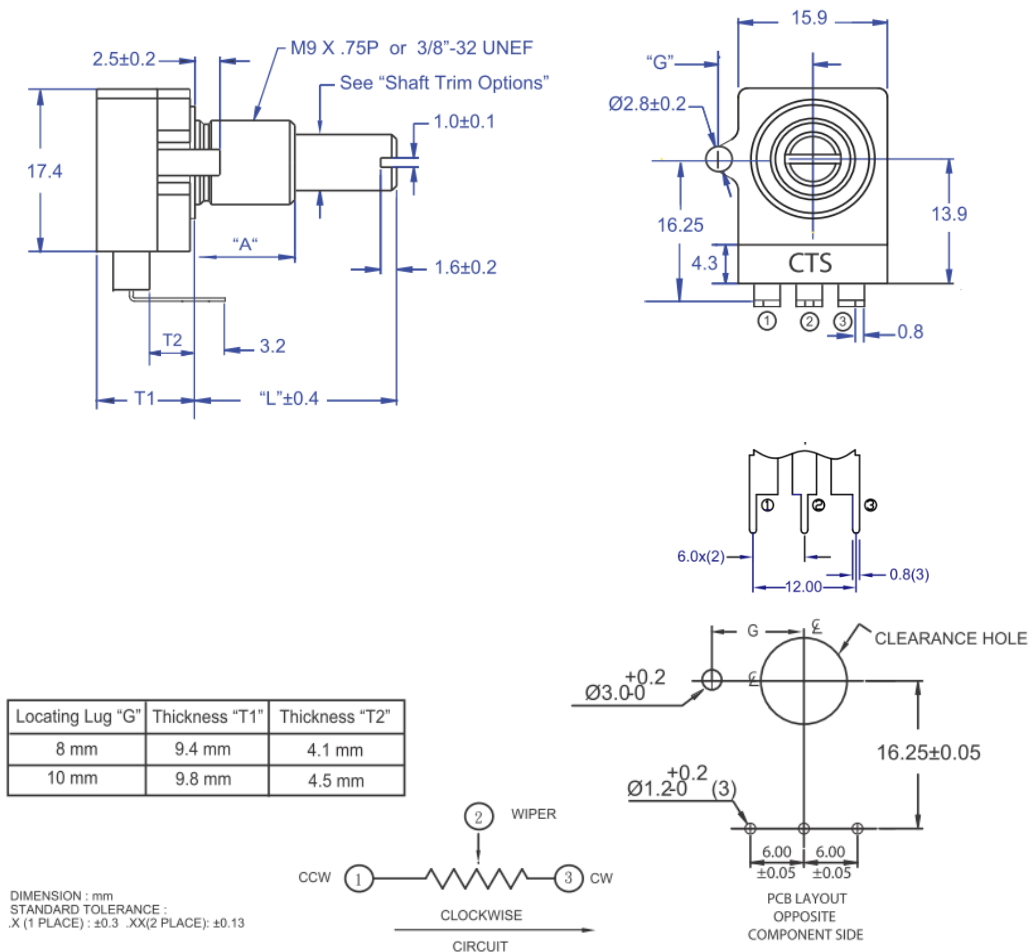 15.9
M9 X .75P or 3/8"-32 UNEF
2.5±0.2
"G"
See "Shaft Trim Options"
Ø2.8±0.2
1.0±0.1
17.4
13.9
16.25
"A"
4.3
CTS
1.6±0.2
1 2 3
0.8
T2
3.2
T1
"L"±0.4
1 2 3
6.0x(2)
0.8(3)
12.00
G
CLEARANCE HOLE
Ø3.0 +0.2 -0
16.25±0.05
Ø1.2 +0.2 -0 (3)
6.00 ±0.05
6.00 ±0.05
PCB LAYOUT
OPPOSITE
COMPONENT SIDE
Locating Lug "G" Thickness "T1" Thickness "T2"
8 mm 9.4 mm 4.1 mm
10 mm 9.8 mm 4.5 mm
2 WIPER
CCW 1 3 CW
CLOCKWISE
CIRCUIT
DIMENSION : mm
STANDARD TOLERANCE :
.X (1 PLACE) : ±0.3 .XX(2 PLACE): ±0.13